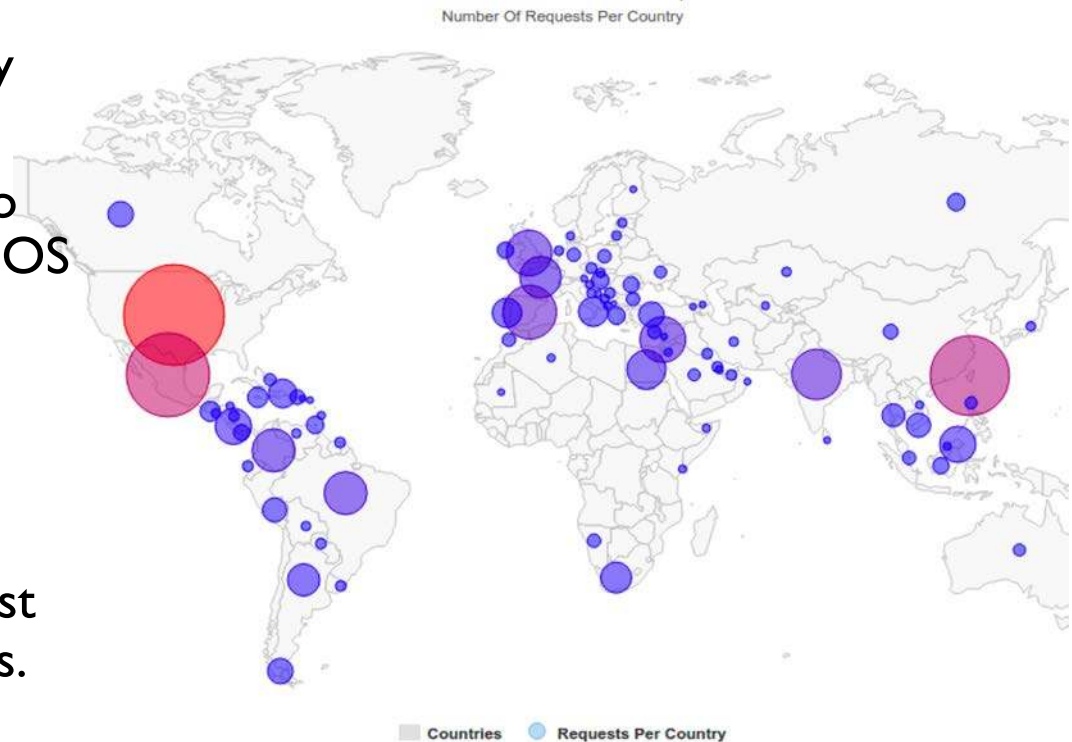 Number Of Requests Per Country
y
o
OS
st
s.
Countries
Requests Per Country